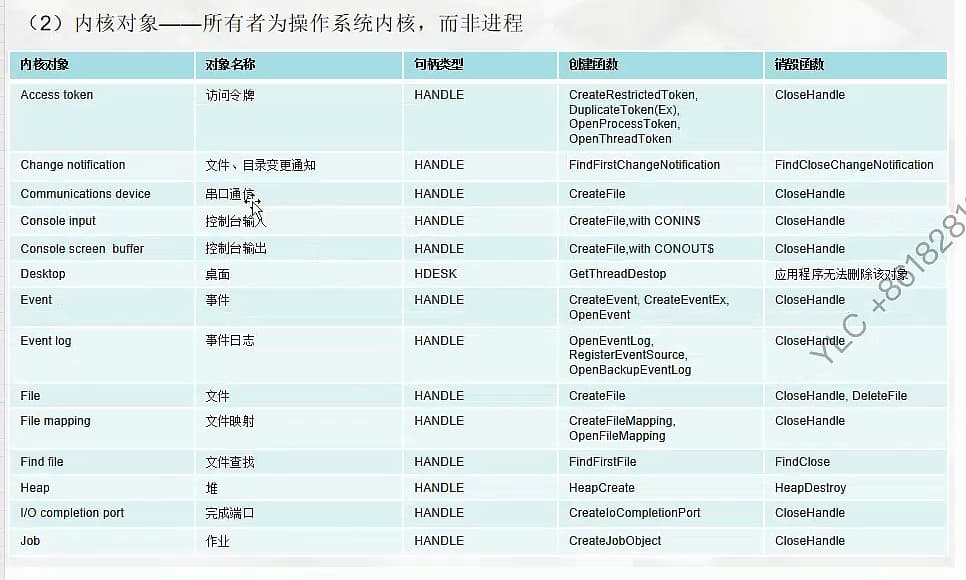 （2）内核对象——所有者为操作系统内核，而非进程
内核对象 对象名称 句柄类型 创建函数 销毁函数
Access token 访问令牌 HANDLE CreateRestrictedToken, CloseHandle
DuplicateToken(Ex),
OpenProcessToken,
OpenThreadToken
Change notification 文件、目录变更通知 HANDLE FindFirstChangeNotification FindCloseChangeNotification
Communications device 串口通信 HANDLE CreateFile CloseHandle
Console input 控制台输入 HANDLE CreateFile,with CONIN$ CloseHandle
Console screen buffer 控制台输出 HANDLE CreateFile,with CONOUT$ CloseHandle
Desktop 桌面 HDESK GetThreadDestop 应用程序无法删除该对象
Event 事件 HANDLE CreateEvent, CreateEventEx, CloseHandle
OpenEvent
Event log 事件日志 HANDLE OpenEventLog, CloseHandle
RegisterEventSource,
OpenBackupEventLog
File 文件 HANDLE CreateFile CloseHandle, DeleteFile
File mapping 文件映射 HANDLE CreateFileMapping, CloseHandle
OpenFileMapping
Find file 文件查找 HANDLE FindFirstFile FindClose
Heap 堆 HANDLE HeapCreate HeapDestroy
I/O completion port 完成端口 HANDLE CreateIoCompletionPort CloseHandle
Job 作业 HANDLE CreateJobObject CloseHandle
YLC